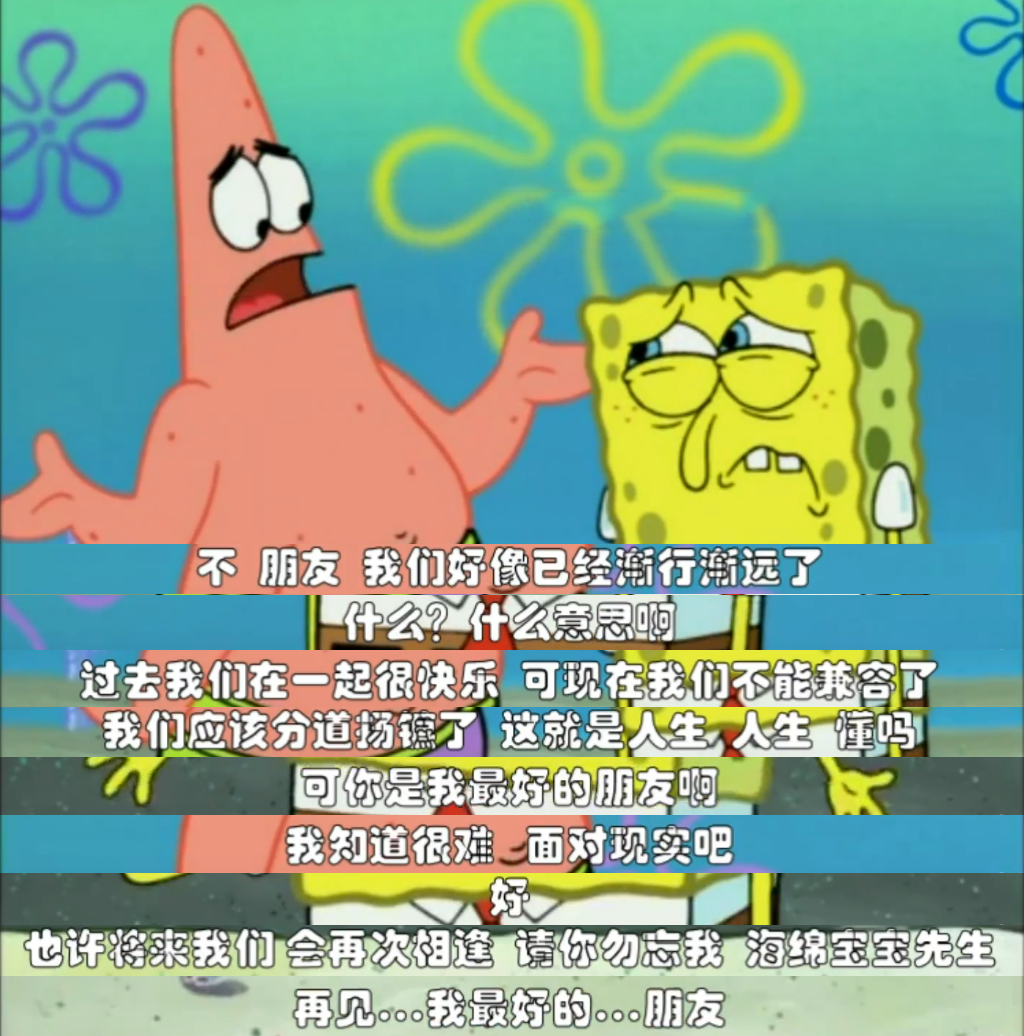 不 朋友 我们好像已经渐行渐远了
什么? 什么意思啊
过去我们在一起很快乐 可现在我们不能兼容了
我们应该分道扬镳了 这就是人生 人生 懂吗
可你是我最好的朋友啊
我知道很难 面对现实吧
好
也许将来我们 会再次相逢 请你勿忘我 海绵宝宝先生
再见...我最好的...朋友